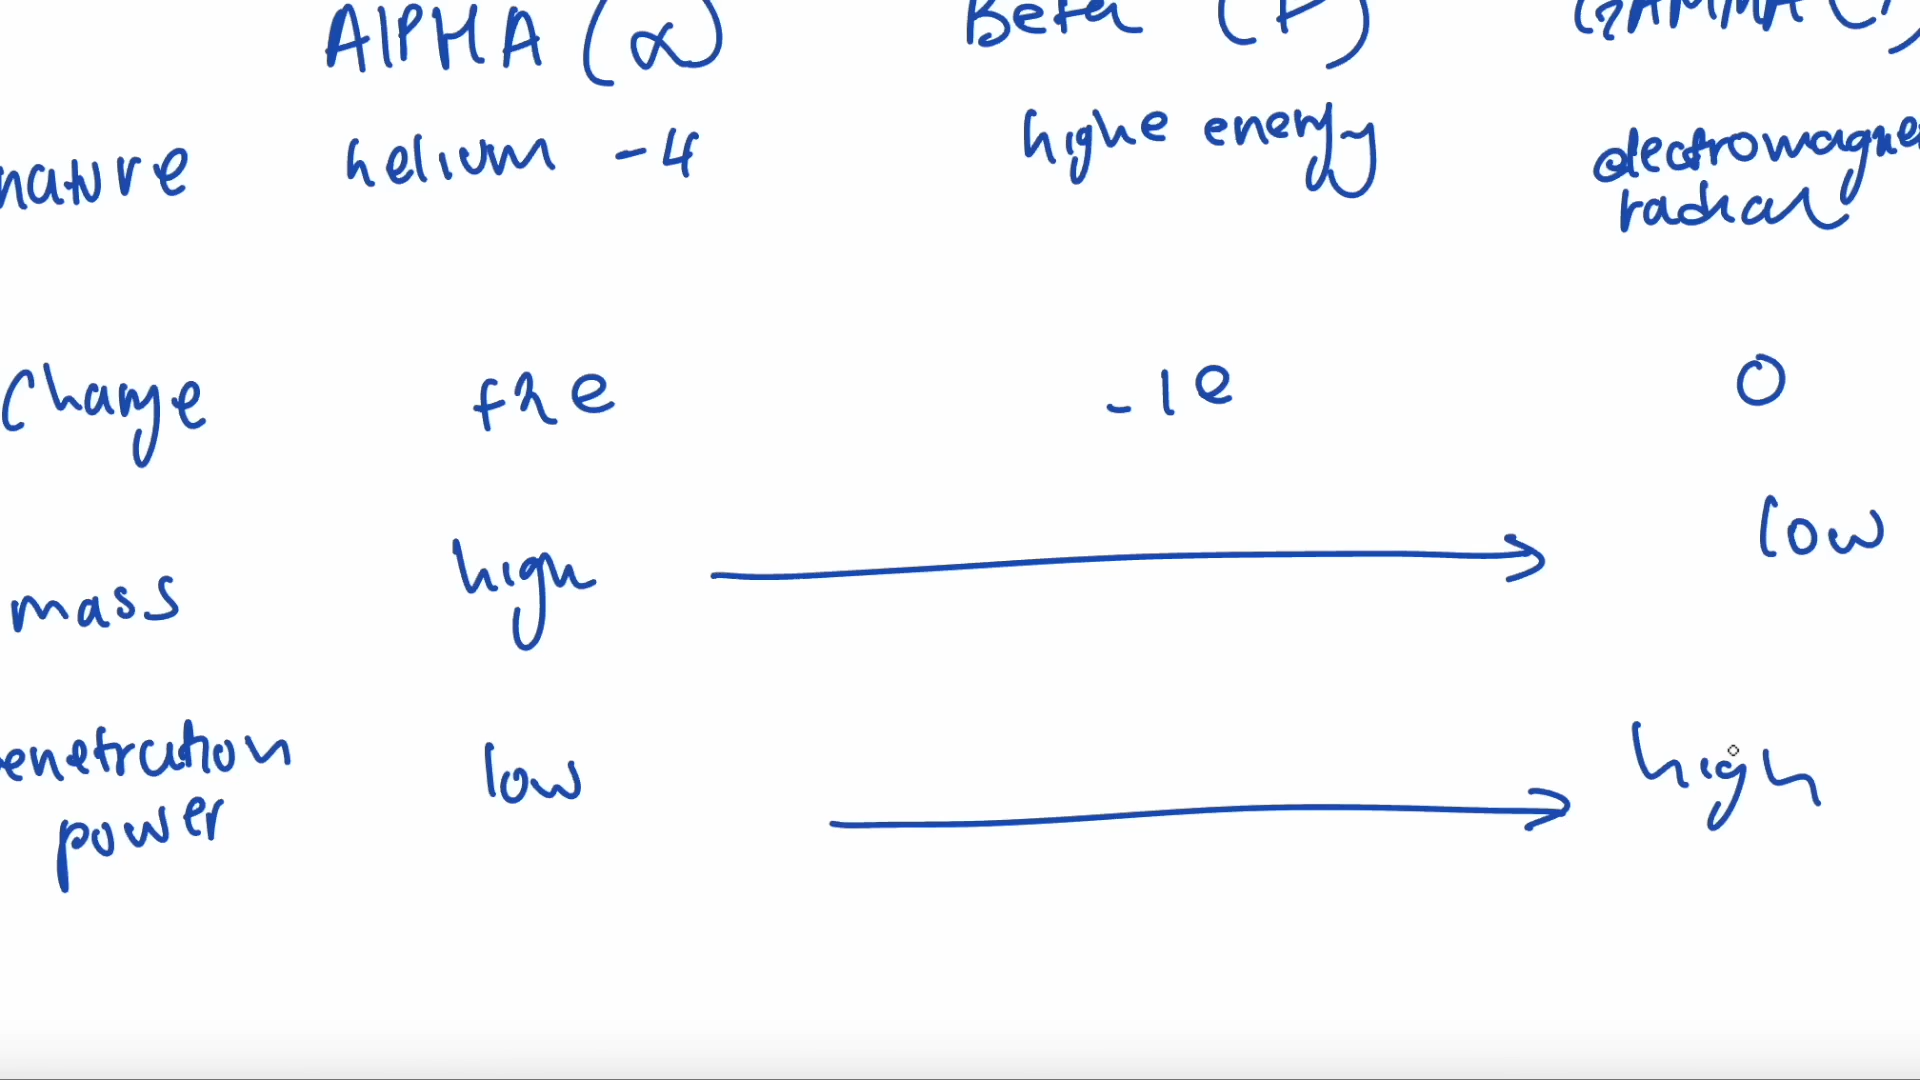 AlPHA (α) Beta (
nature helium -4 highe energy electromagne
radiat
Charge +2e -1e 0
mass high low
enetration low high
power